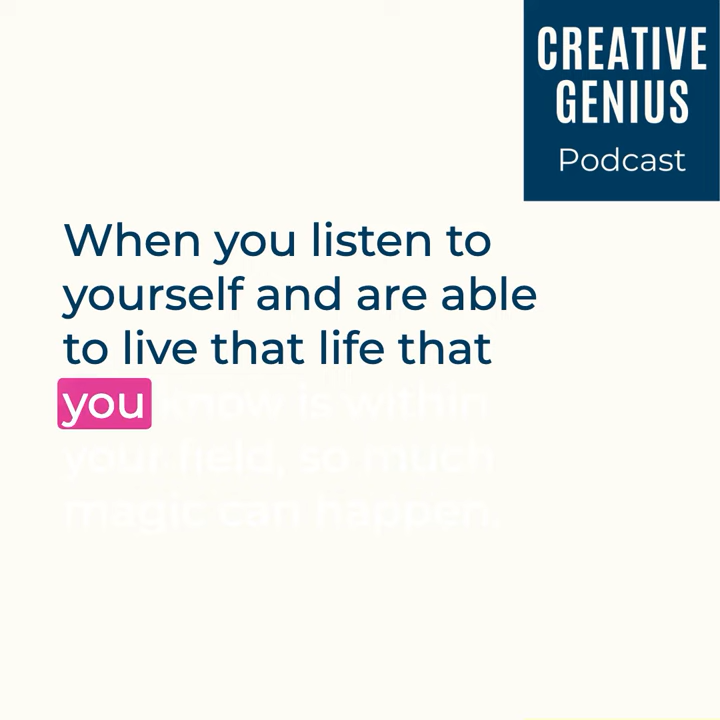 CREATIVE
GENIUS
Podcast
When you listen to
yourself and are able
to live that life that
you know is within
your field, so much
magic can happen.